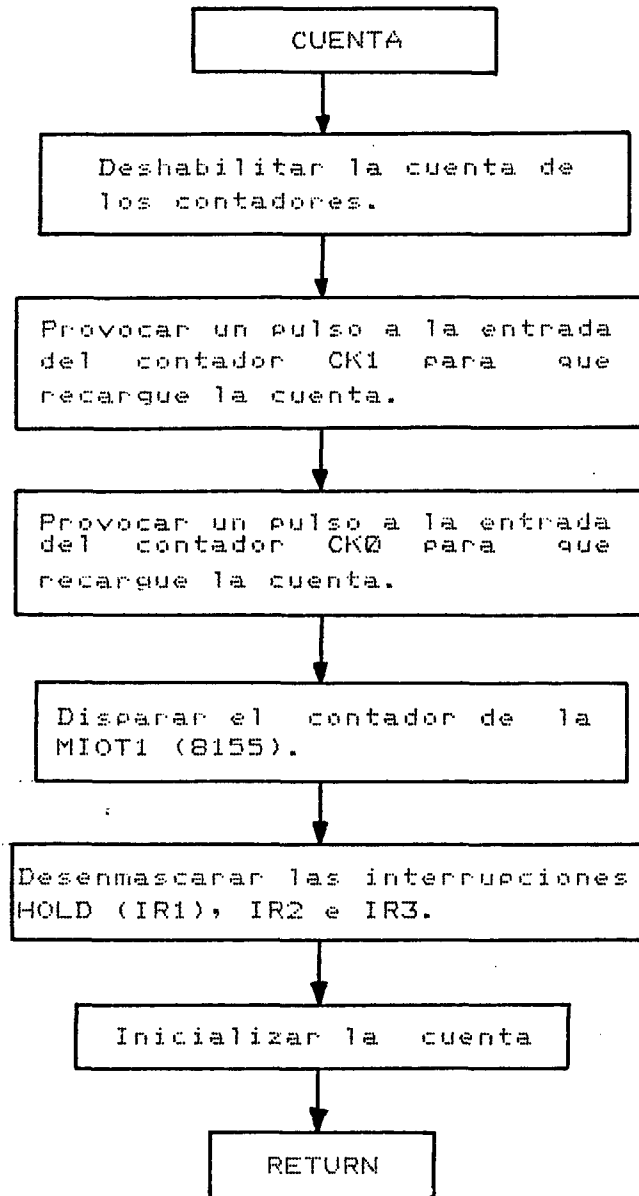 CUENTA
Deshabilitar la cuenta de
los contadores.
Provocar un pulso a la entrada
del contador CK1 para que
recargue la cuenta.
Provocar un pulso a la entrada
del contador CK0 para que
recargue la cuenta.
Disparar el contador de la
MIOT1 (8155).
Desenmascarar las interrupciones
HOLD (IR1), IR2 e IR3.
Inicializar la cuenta
RETURN